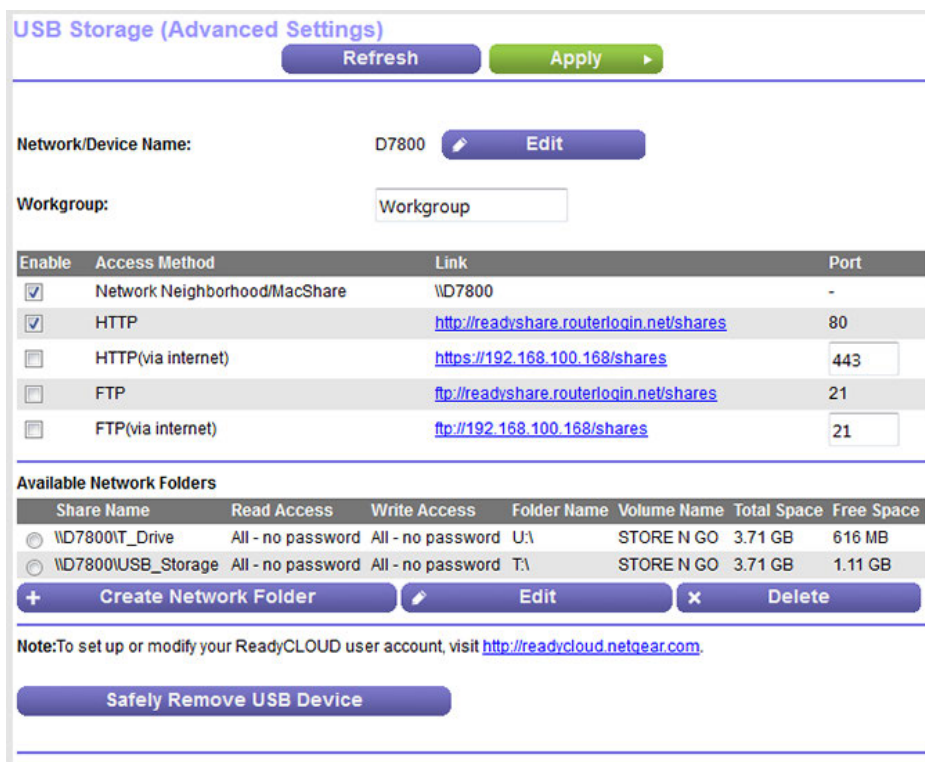 USB Storage (Advanced Settings)
Refresh Apply
Network/Device Name: D7800 Edit
Workgroup: Workgroup
Enable Access Method Link Port
Network Neighborhood/MacShare \\D7800 -
HTTP http://readyshare.routerlogin.net/shares 80
HTTP(via internet) https://192.168.100.168/shares 443
FTP ftp://readyshare.routerlogin.net/shares 21
FTP(via internet) ftp://192.168.100.168/shares 21
Available Network Folders
Share Name Read Access Write Access Folder Name Volume Name Total Space Free Space
\\D7800\T_Drive All - no password All - no password U:\ STORE N GO 3.71 GB 616 MB
\\D7800\USB_Storage All - no password All - no password T:\ STORE N GO 3.71 GB 1.11 GB
+ Create Network Folder Edit x Delete
Note:To set up or modify your ReadyCLOUD user account, visit http://readycloud.netgear.com.
Safely Remove USB Device